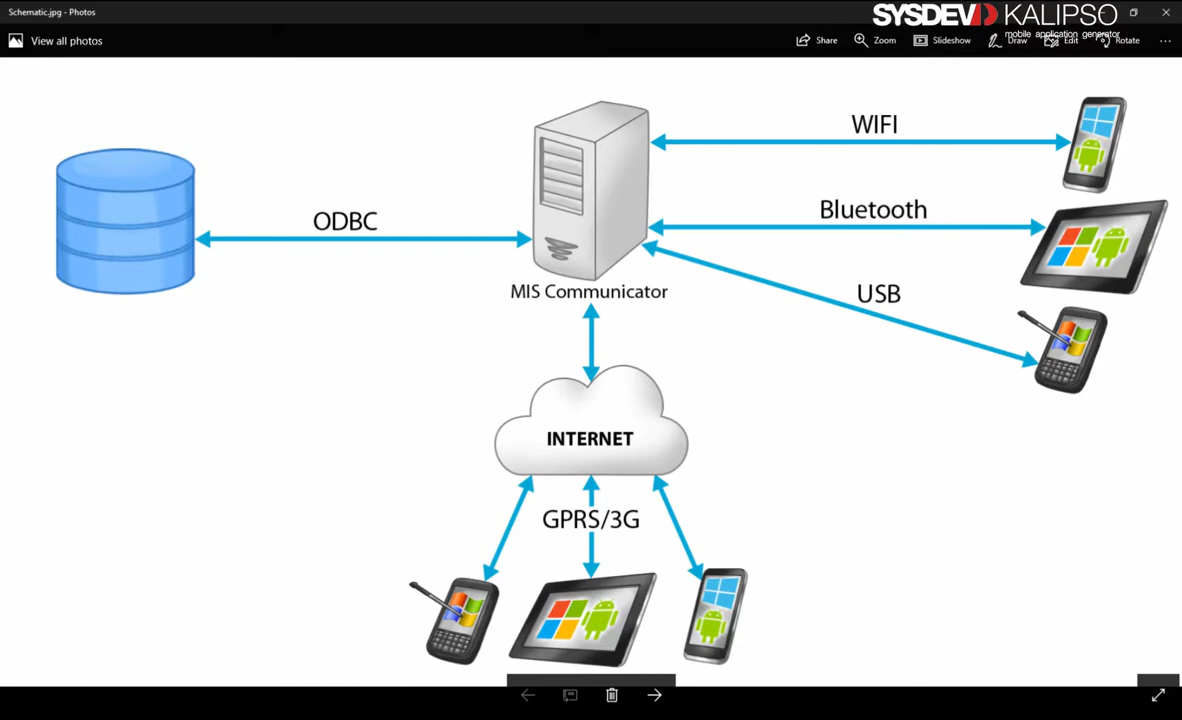 Schematic.jpg - Photos
SYSDEV KALIPSO
mobile application generator
View all photos
Share
Zoom
Slideshow
Draw
Edit
Rotate
WIFI
Bluetooth
ODBC
USB
MIS Communicator
INTERNET
GPRS/3G